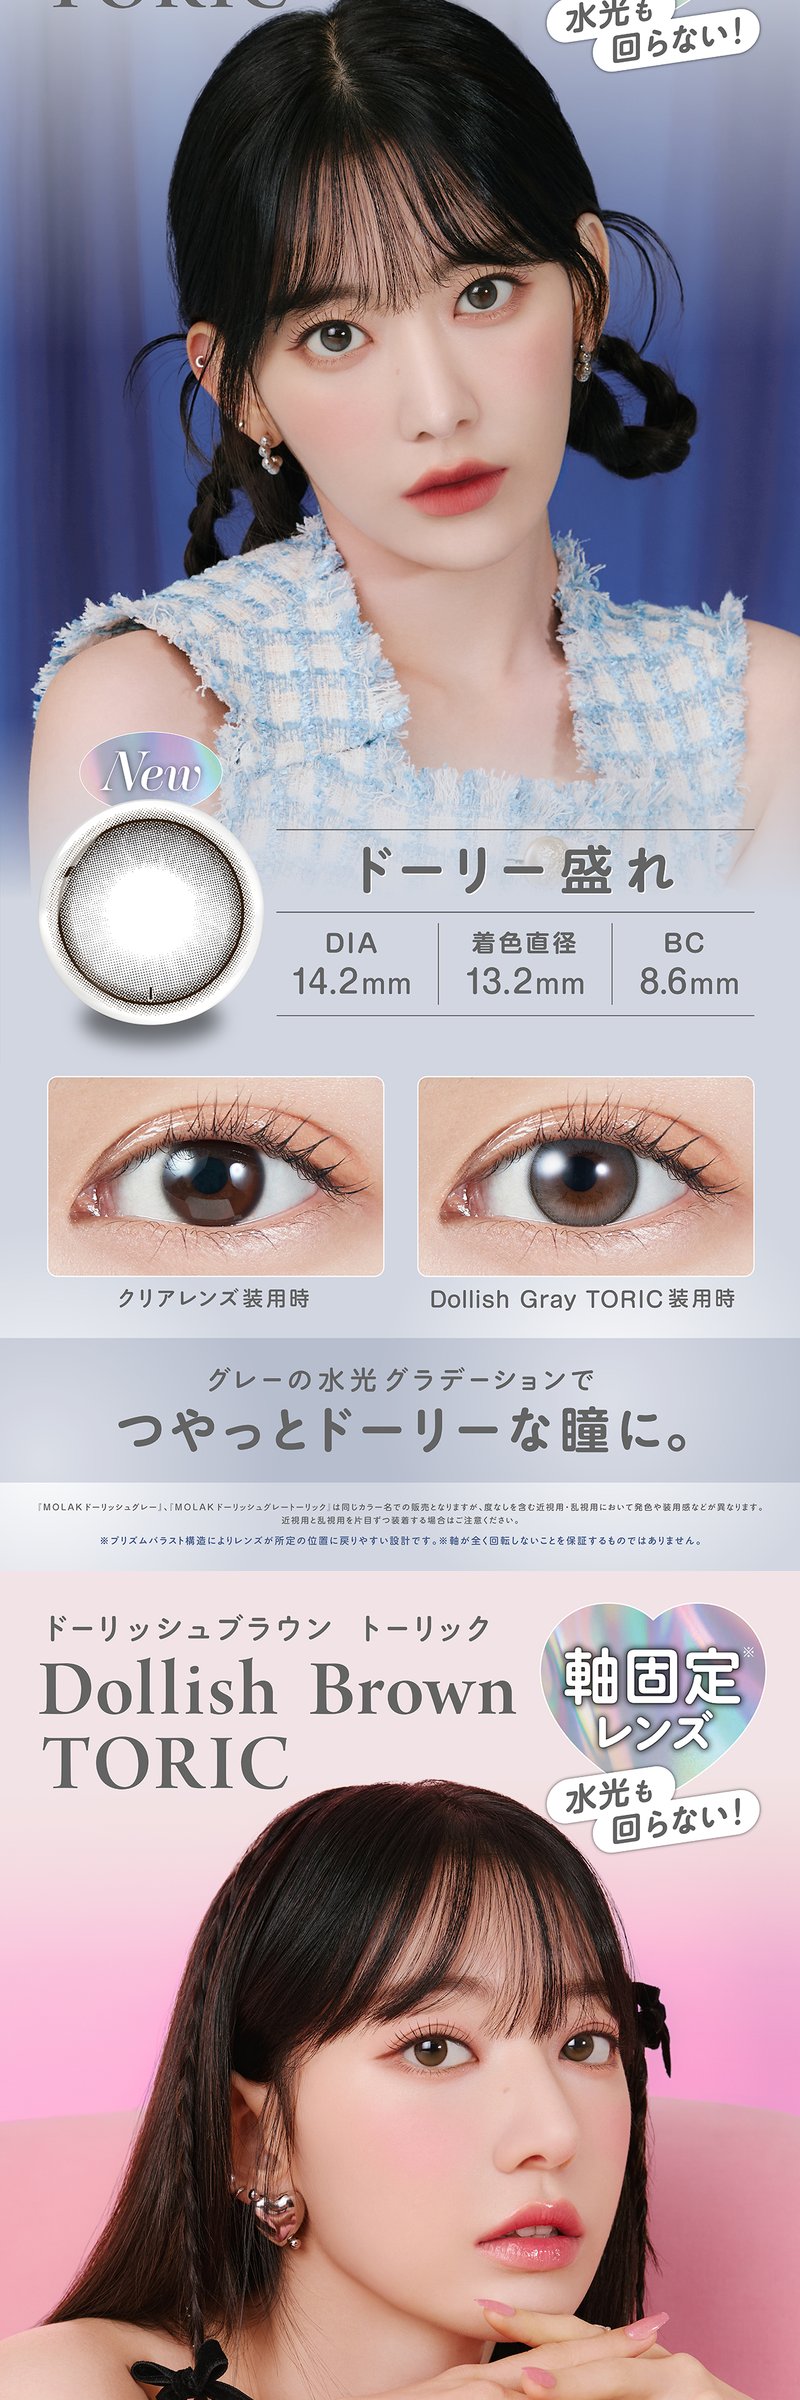 TORIC
水光も
回らない!
New
ドーリー盛れ
DIA
14.2mm
着色直径
13.2mm
BC
8.6mm
クリアレンズ装用時
Dollish Gray TORIC装用時
グレーの水光グラデーションで
つやっとドーリーな瞳に。
『MOLAKドーリッシュグレー』、『MOLAKドーリッシュグレートーリック』は同じカラー名での販売となりますが、度なしを含む近視用・乱視用において発色や装用感などが異なります。
近視用と乱視用を片目ずつ装着する場合はご注意ください。
※プリズムバラスト構造によりレンズが所定の位置に戻りやすい設計です。※軸が全く回転しないことを保証するものではありません。
ドーリッシュブラウン トーリック
Dollish Brown
TORIC
軸固定※
レンズ
水光も
回らない!